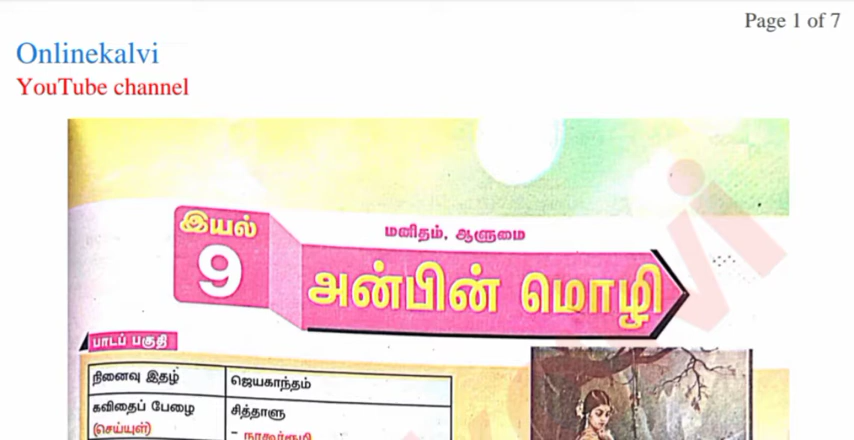 Page 1 of 7
Onlinekalvi
YouTube channel
இயல்
9
மனிதம், ஆளுமை
அன்பின் மொழி
பாடப் பகுதி
நினைவு இதழ்
ஜெயகாந்தம்
கவிதைப் பேழை
(செய்யுள்)
சித்தாளு
– நாகூர்ரூமி